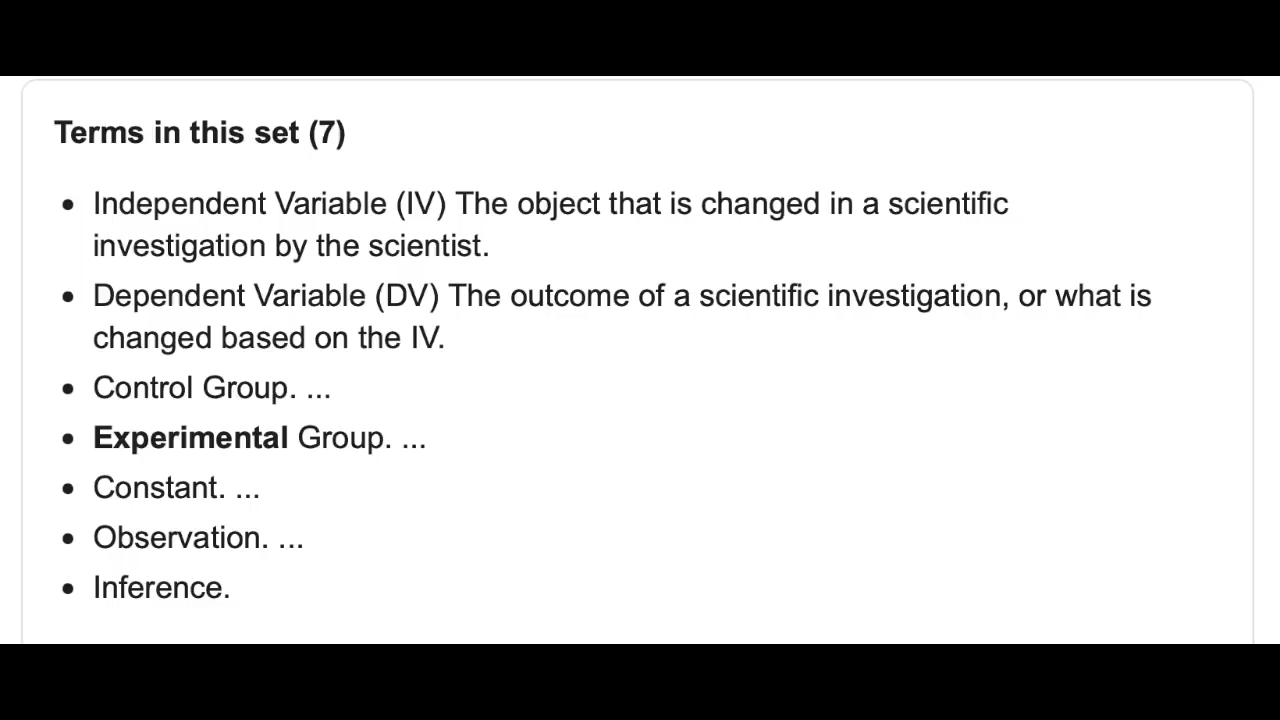 Terms in this set (7)
• Independent Variable (IV) The object that is changed in a scientific
investigation by the scientist.
• Dependent Variable (DV) The outcome of a scientific investigation, or what is
changed based on the IV.
• Control Group. ...
• Experimental Group. ...
• Constant. ...
• Observation. ...
• Inference.